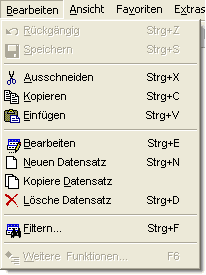 Bearbeiten Ansicht Favoriten Extras
Rückgängig Strg+Z
Speichern Strg+S
Ausschneiden Strg+X
Kopieren Strg+C
Einfügen Strg+V
Bearbeiten Strg+E
Neuen Datensatz Strg+N
Kopiere Datensatz
Lösche Datensatz Strg+D
Filtern... Strg+F
Weitere Funktionen... F6